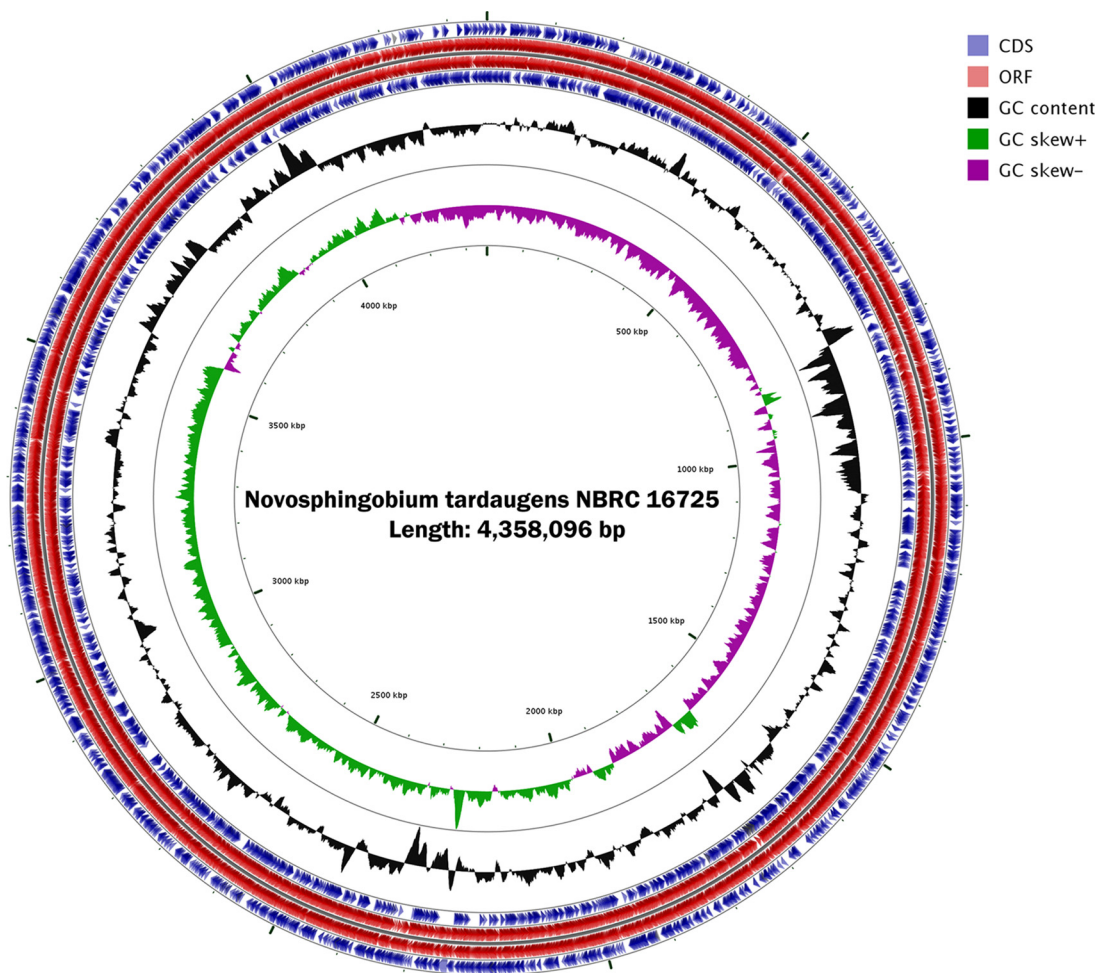 CDS
ORF
GC content
GC skew+
GC skew-
4000 kbp
500 kbp
3500 kbp
1000 kbp
Novosphingobium tardaugens NBRC 16725
Length: 4,358,096 bp
3000 kbp
1500 kbp
2500 kbp
2000 kbp